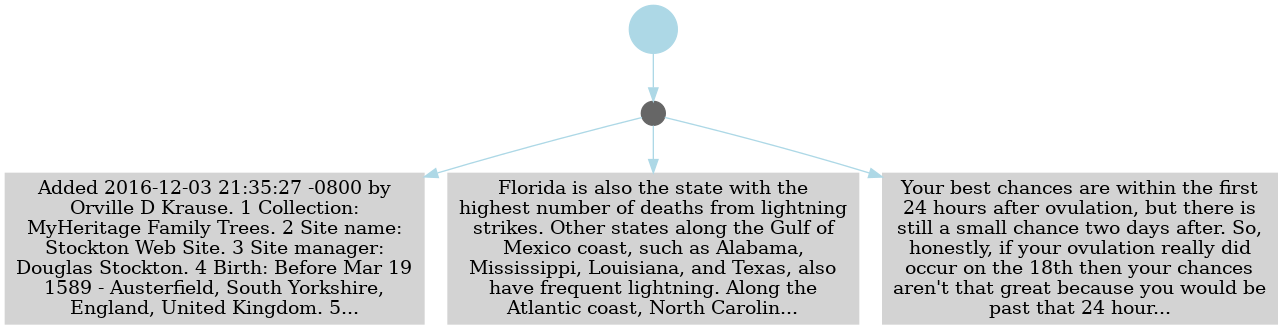 Added 2016-12-03 21:35:27 -0800 by
Orville D Krause. 1 Collection:
MyHeritage Family Trees. 2 Site name:
Stockton Web Site. 3 Site manager:
Douglas Stockton. 4 Birth: Before Mar 19
1589 - Austerfield, South Yorkshire,
England, United Kingdom. 5...
Florida is also the state with the
highest number of deaths from lightning
strikes. Other states along the Gulf of
Mexico coast, such as Alabama,
Mississippi, Louisiana, and Texas, also
have frequent lightning. Along the
Atlantic coast, North Carolin...
Your best chances are within the first
24 hours after ovulation, but there is
still a small chance two days after. So,
honestly, if your ovulation really did
occur on the 18th then your chances
aren't that great because you would be
past that 24 hour...